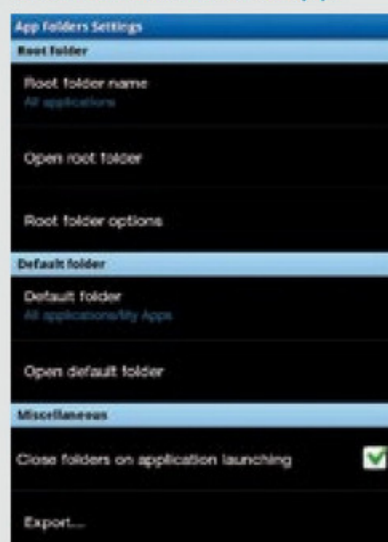 App Folders Settings
Root folder
Root folder name
All applications
Open root folder
Root folder options
Default folder
Default folder
All applications/My Apps
Open default folder
Miscellaneous
Close folders on application launching
Export...